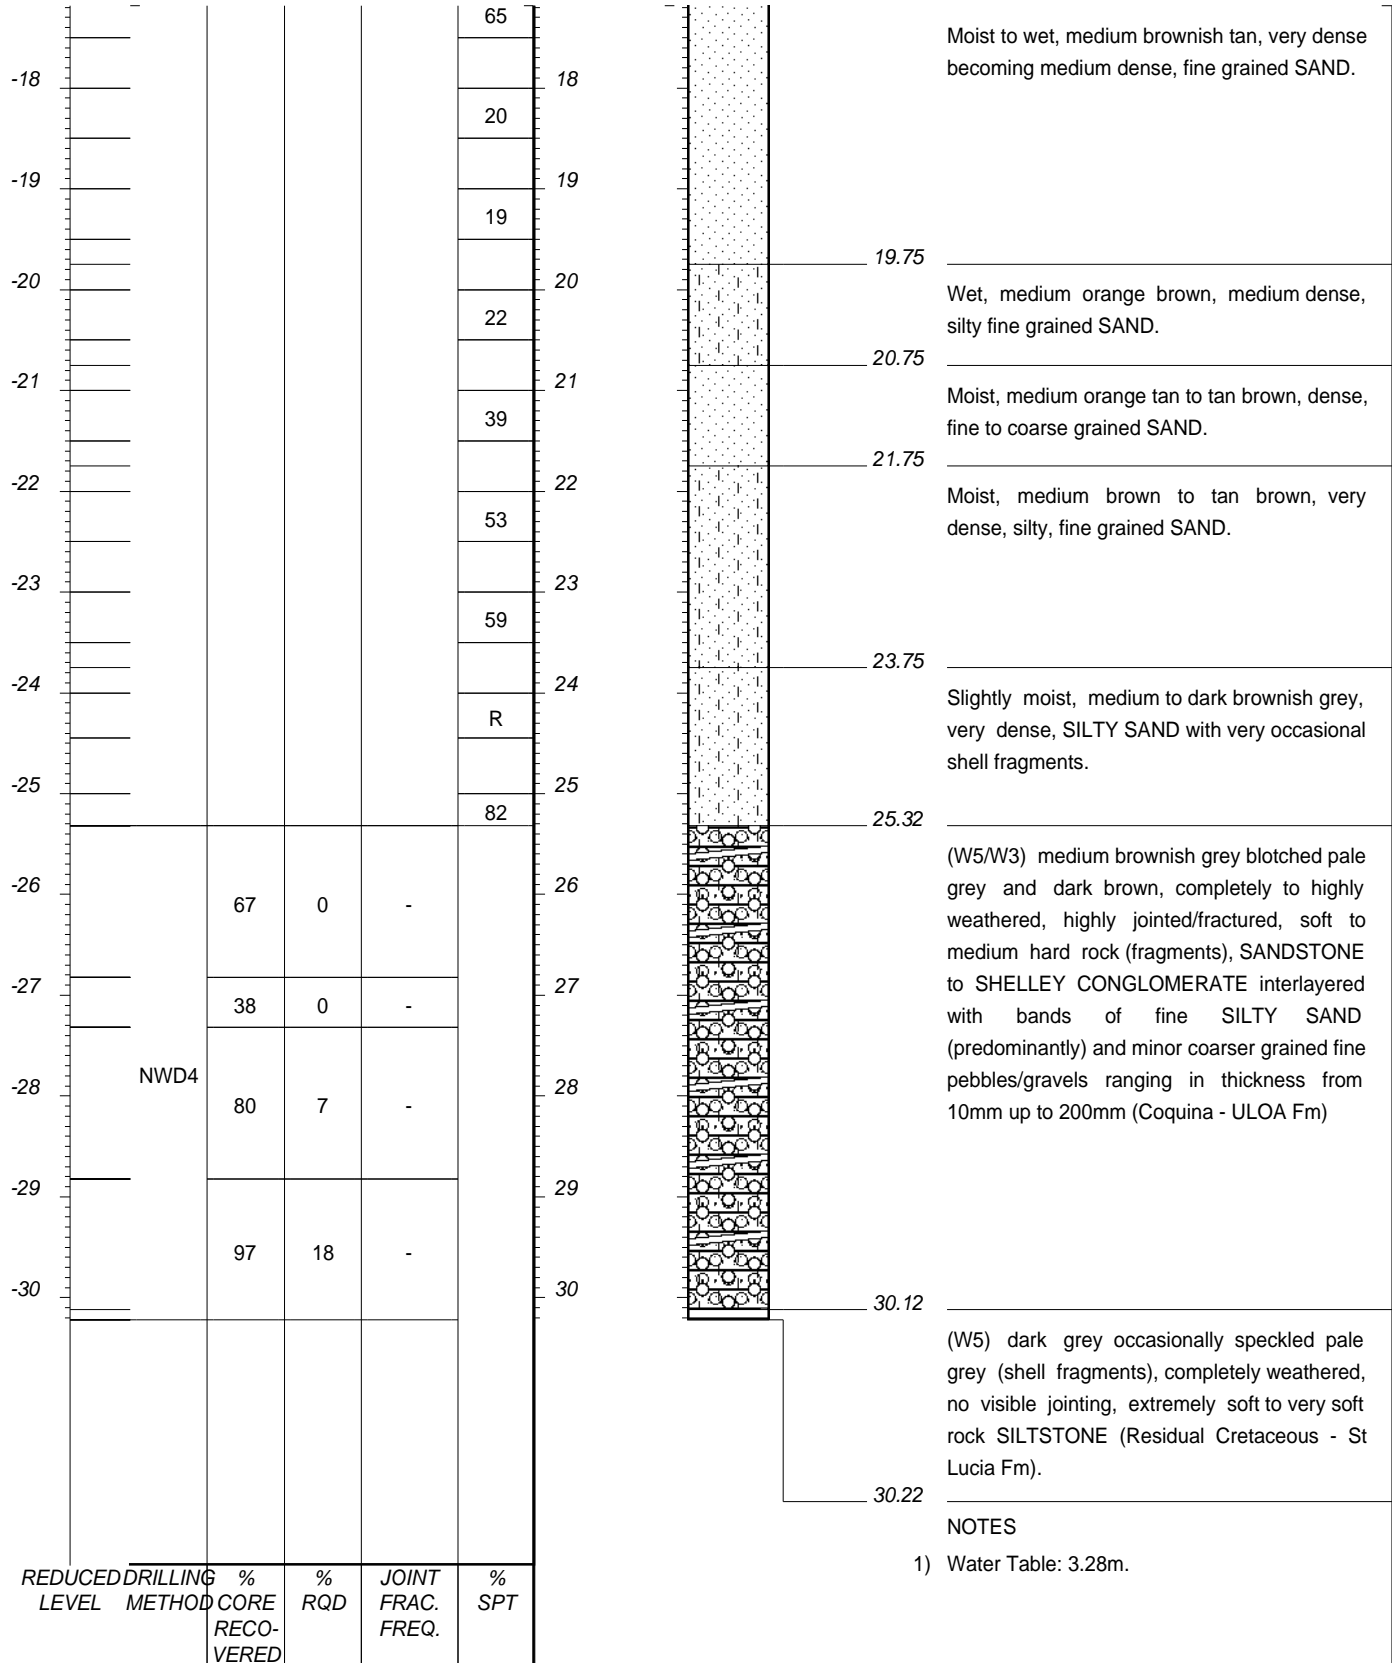 65
Moist to wet, medium brownish tan, very dense
becoming medium dense, fine grained SAND.
-18 18
20
-19 19
19
19.75
-20 20
Wet, medium orange brown, medium dense,
silty fine grained SAND.
22
20.75
-21 21
Moist, medium orange tan to tan brown, dense,
fine to coarse grained SAND.
39
21.75
-22 22
Moist, medium brown to tan brown, very
dense, silty, fine grained SAND.
53
-23 23
59
23.75
-24 24
Slightly moist, medium to dark brownish grey,
very dense, SILTY SAND with very occasional
shell fragments.
R
-25 25
82
25.32
(W5/W3) medium brownish grey blotched pale
grey and dark brown, completely to highly
weathered, highly jointed/fractured, soft to
medium hard rock (fragments), SANDSTONE
to SHELLEY CONGLOMERATE interlayered
with bands of fine SILTY SAND
(predominantly) and minor coarser grained fine
pebbles/gravels ranging in thickness from
10mm up to 200mm (Coquina - ULOA Fm)
-26 26
67 0 -
-27 27
38 0 -
NWD4
-28 28
80 7 -
-29 29
97 18 -
-30 30
30.12
(W5) dark grey occasionally speckled pale
grey (shell fragments), completely weathered,
no visible jointing, extremely soft to very soft
rock SILTSTONE (Residual Cretaceous - St
Lucia Fm).
30.22
NOTES
1) Water Table: 3.28m.
REDUCED LEVEL
DRILLING METHOD
% CORE RECO- VERED
% RQD
JOINT FRAC. FREQ.
% SPT